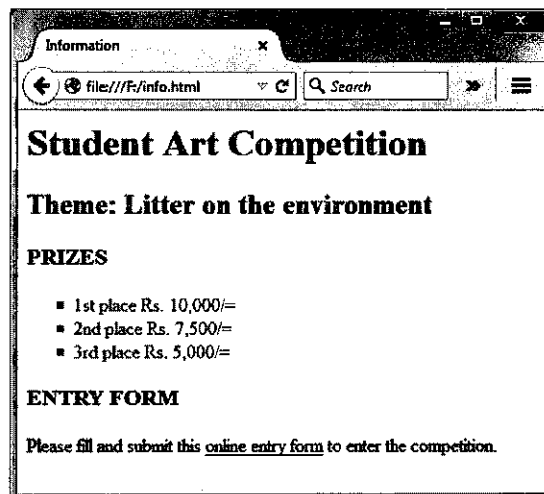 Information
file:///F:/info.html
Search
Student Art Competition
Theme: Litter on the environment
PRIZES
1st place Rs. 10,000/=
2nd place Rs. 7,500/=
3rd place Rs. 5,000/=
ENTRY FORM
Please fill and submit this online entry form to enter the competition.